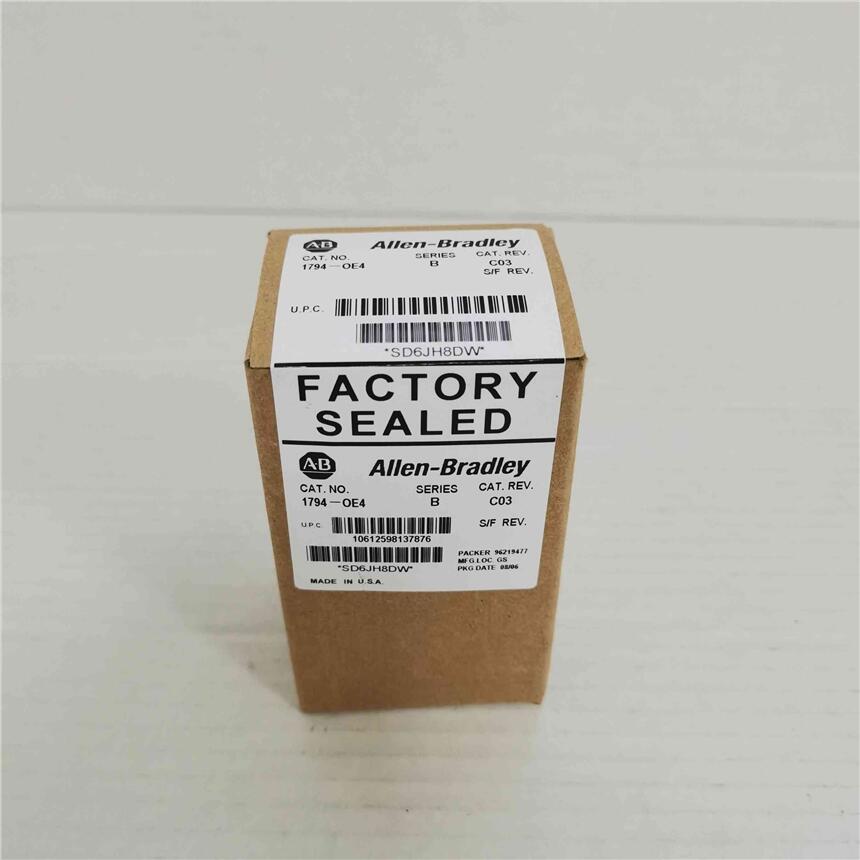 AB Allen-Bradley
CAT. NO. SERIES CAT. REV.
1794-OE4 B C03
S/F REV.
U.P.C.
*SD6JH8DW*
FACTORY
SEALED
AB Allen-Bradley
CAT. NO. SERIES CAT. REV.
1794-OE4 B C03
U.P.C. S/F REV.
10612598137876
*SD6JH8DW*
PACKER 96219477
MFG.LOC GS
PKG DATE 08/06
MADE IN U.S.A.